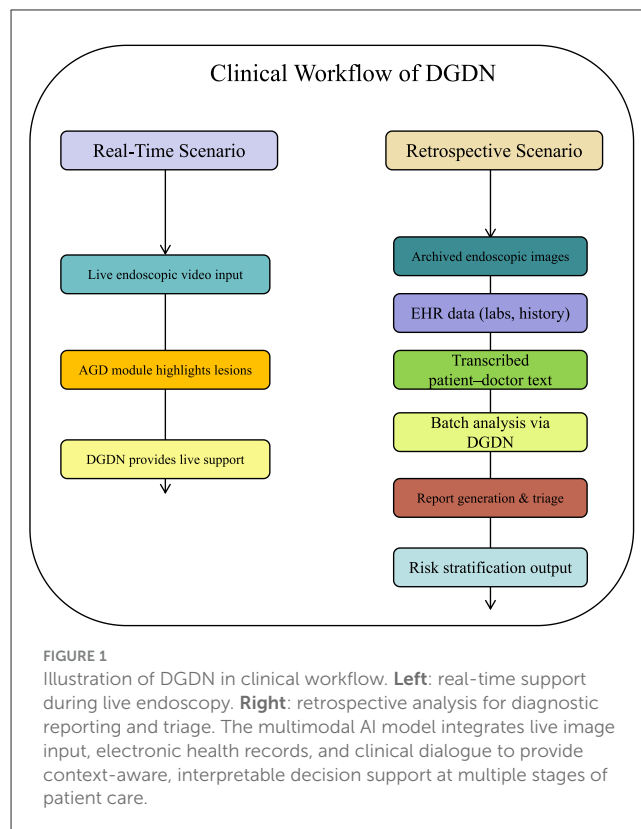 Clinical Workflow of DGDN
Real-Time Scenario
Live endoscopic video input
AGD module highlights lesions
DGDN provides live support
Retrospective Scenario
Archived endoscopic images
EHR data (labs, history)
Transcribed
patient–doctor text
Batch analysis via
DGDN
Report generation & triage
Risk stratification output
FIGURE 1
Illustration of DGDN in clinical workflow. Left: real-time support
during live endoscopy. Right: retrospective analysis for diagnostic
reporting and triage. The multimodal AI model integrates live image
input, electronic health records, and clinical dialogue to provide
context-aware, interpretable decision support at multiple stages of
patient care.